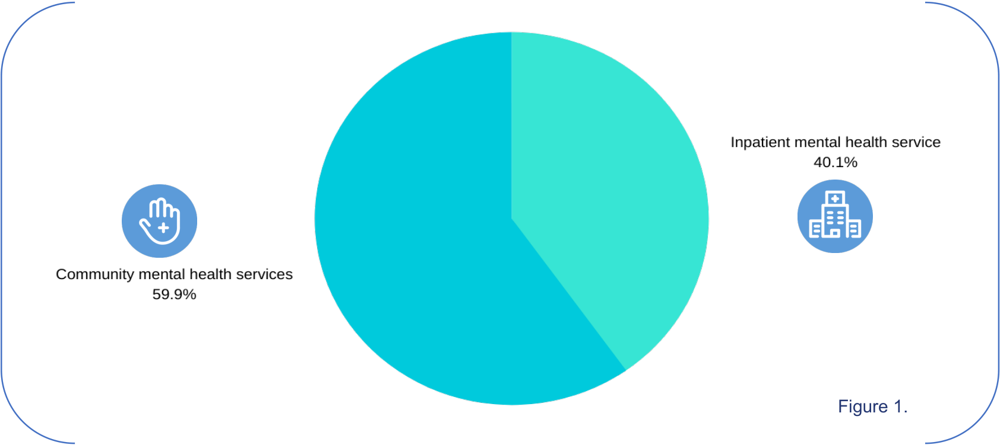 Inpatient mental health service
40.1%
Community mental health services
59.9%
Figure 1.